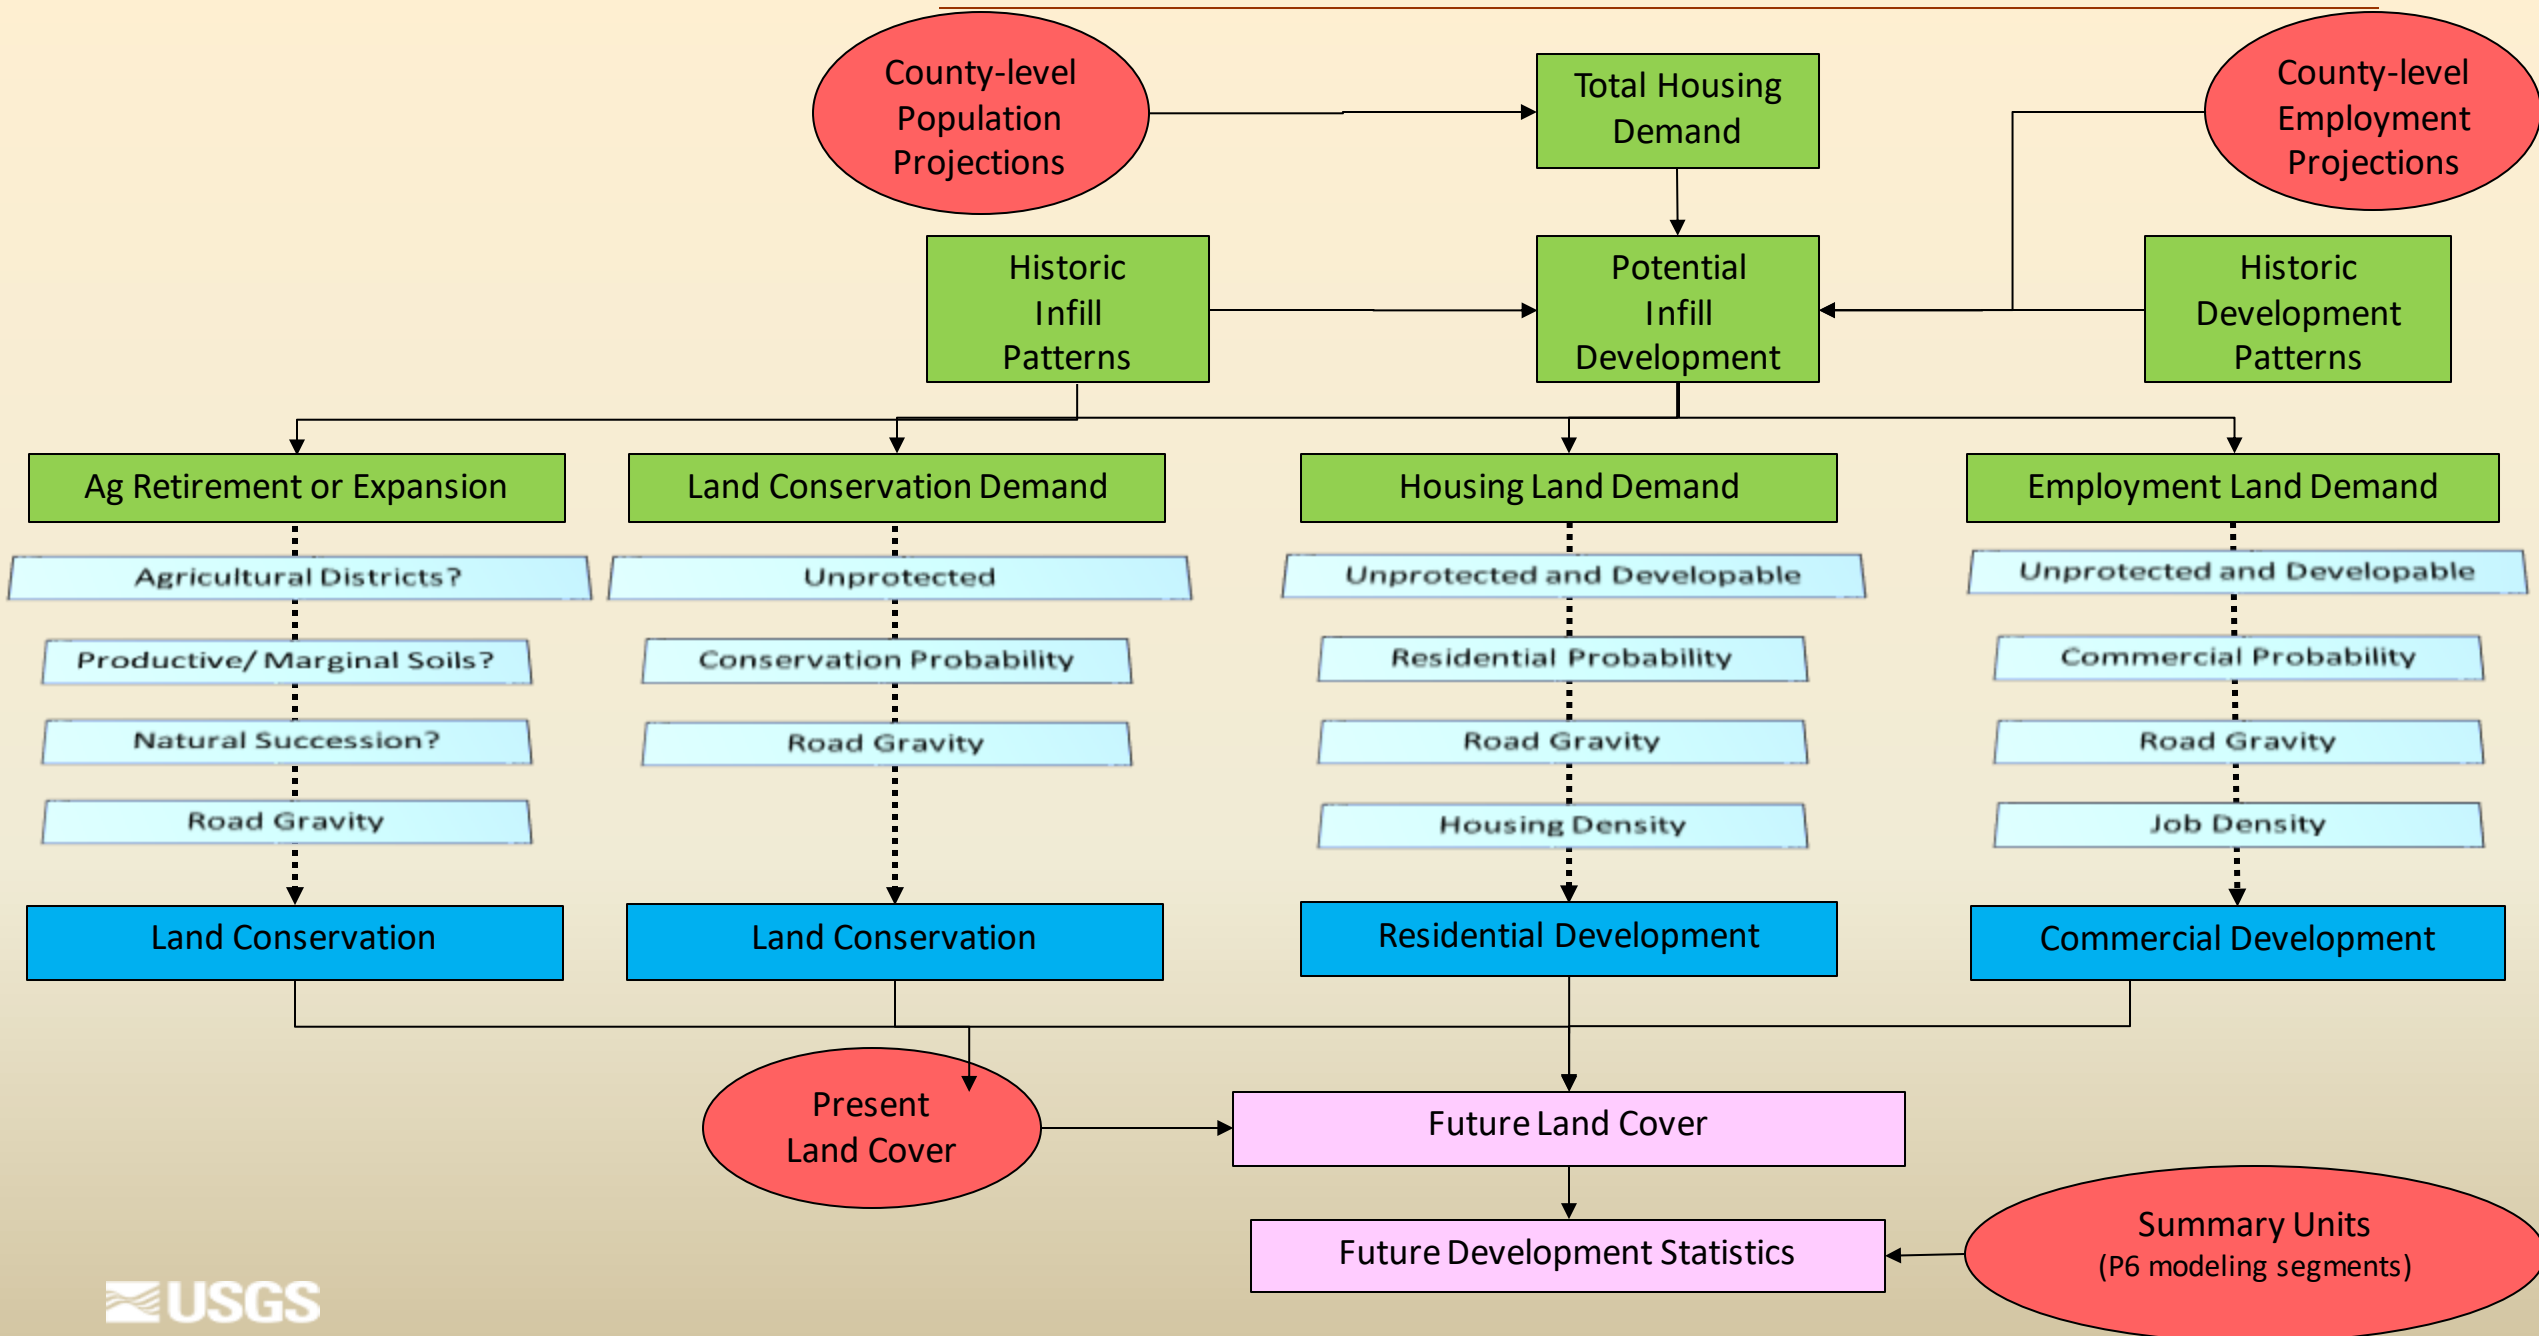 County-level
Population
Projections
Total Housing
Demand
County-level
Employment
Projections
Historic
Infill
Patterns
Potential
Infill
Development
Historic
Development
Patterns
Ag Retirement or Expansion
Land Conservation Demand
Housing Land Demand
Employment Land Demand
Agricultural Districts?
Unprotected
Unprotected and Developable
Unprotected and Developable
Productive/ Marginal Soils?
Conservation Probability
Residential Probability
Commercial Probability
Natural Succession?
Road Gravity
Road Gravity
Road Gravity
Road Gravity
Housing Density
Job Density
Land Conservation
Land Conservation
Residential Development
Commercial Development
Present
Land Cover
Future Land Cover
Future Development Statistics
Summary Units
(P6 modeling segments)
USGS